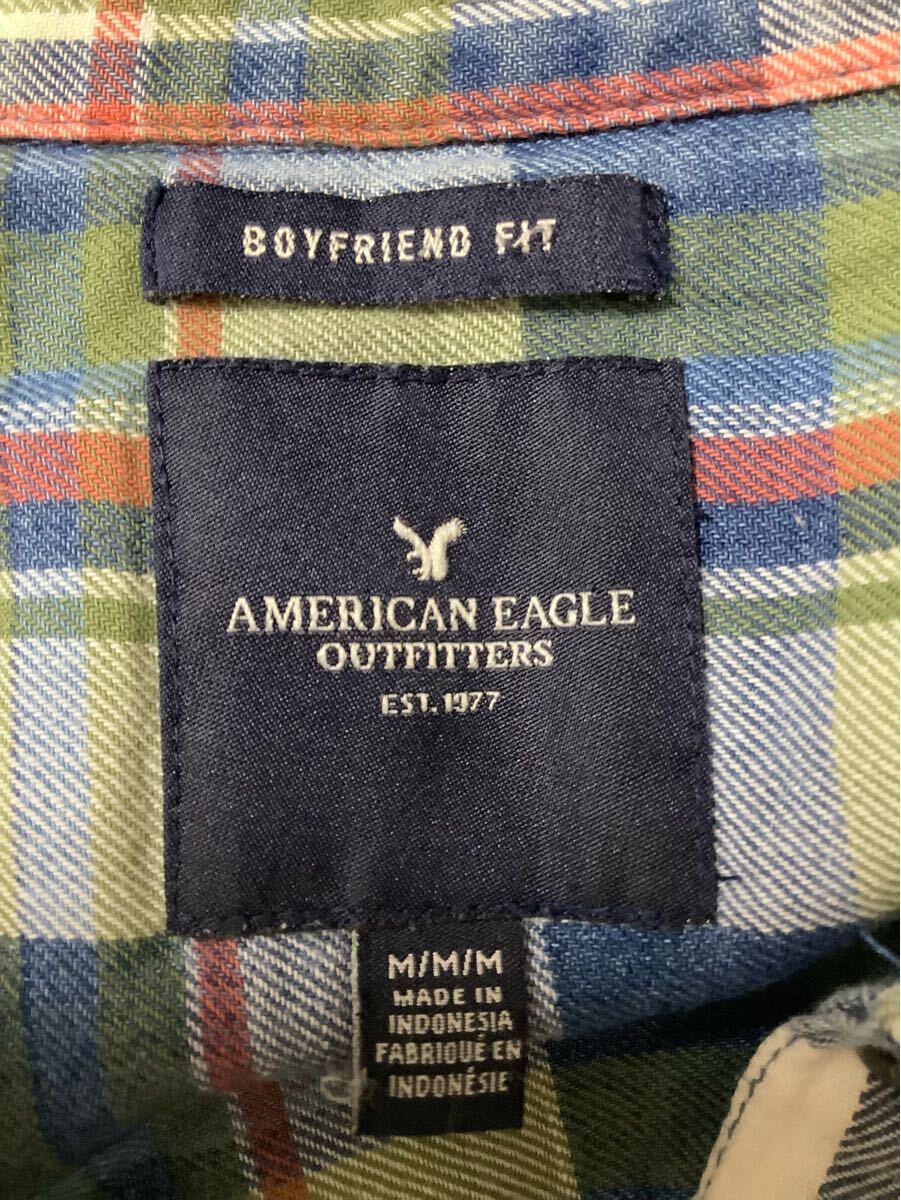 BOYFRIEND FIT
AMERICAN EAGLE
OUTFITTERS
EST. 1977
M/M/M
MADE IN
INDONESIA
FABRIQUÉ EN
INDONÉSIE